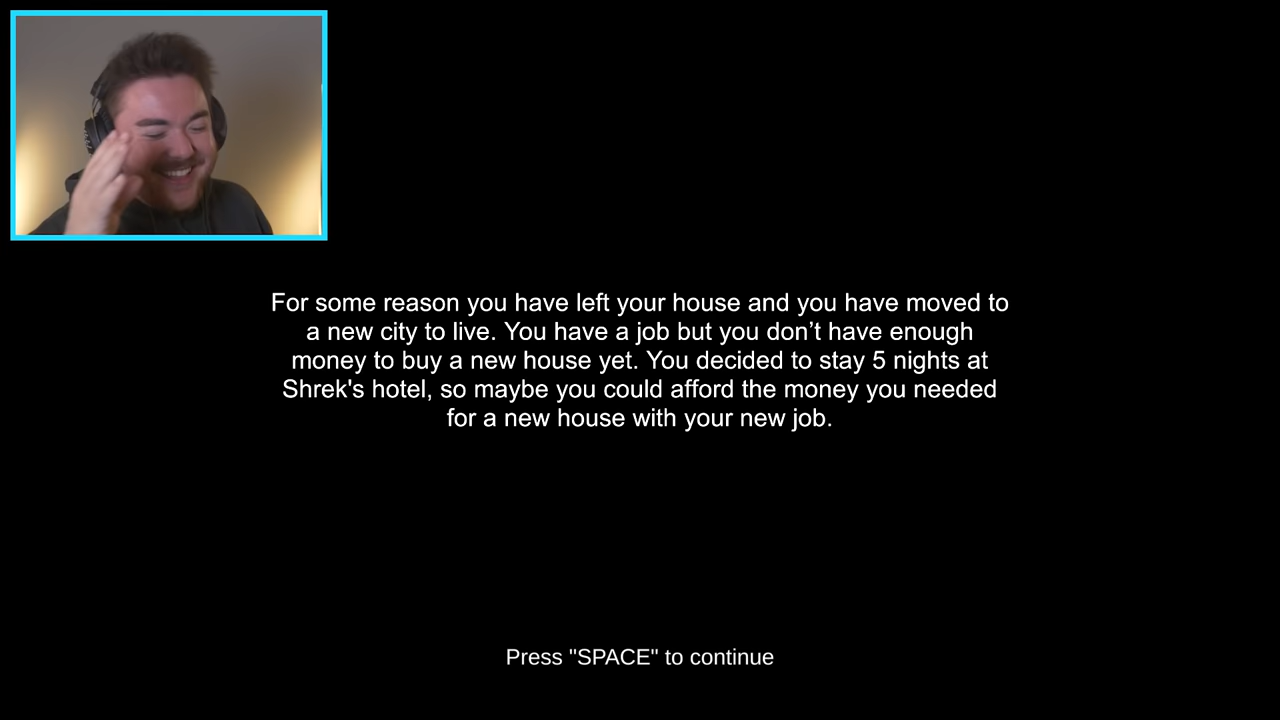 For some reason you have left your house and you have moved to
a new city to live. You have a job but you don’t have enough
money to buy a new house yet. You decided to stay 5 nights at
Shrek's hotel, so maybe you could afford the money you needed
for a new house with your new job.
Press "SPACE" to continue